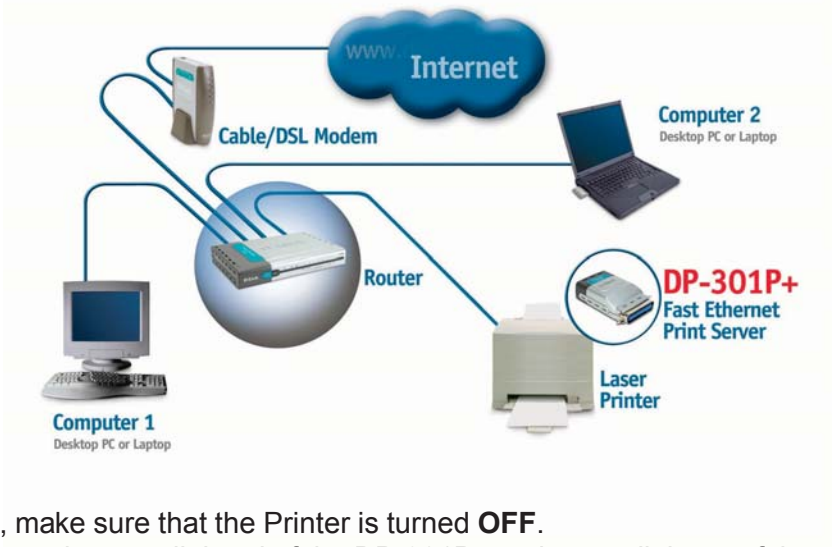 www.
Internet
Cable/DSL Modem
Computer 2
Desktop PC or Laptop
Router
DP-301P+
Fast Ethernet
Print Server
Laser
Printer
Computer 1
Desktop PC or Laptop
, make sure that the Printer is turned OFF.